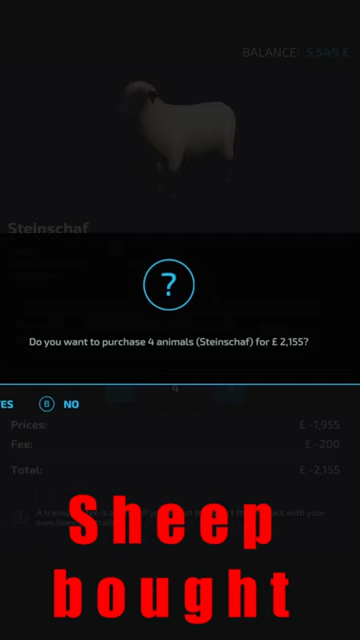 BALANCE: 5,549 £
Steinschaf
?
Do you want to purchase 4 animals (Steinschaf) for £ 2,155?
4
ES B NO
Prices: £ -1,955
Fee: £ -200
Total: £ -2,155
Sheep
bought